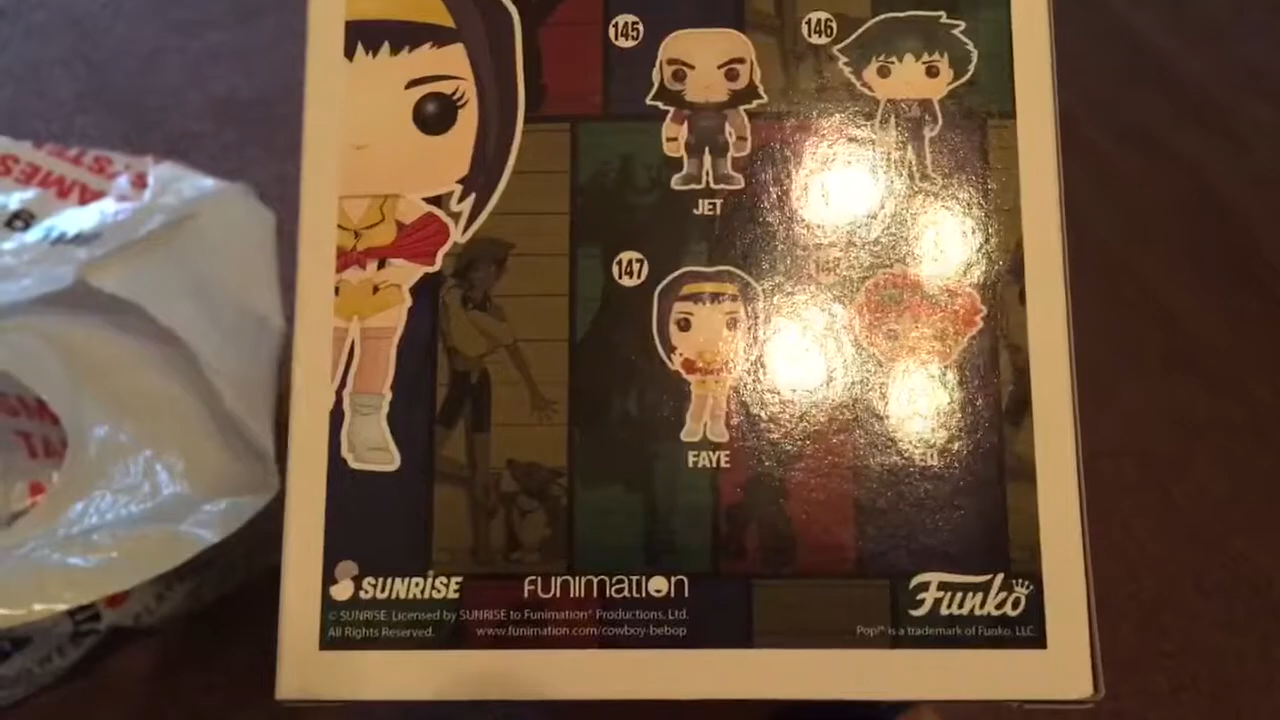 145
146
JET
147
FAYE
ED
SUNRISE
FUNIMATION
Funko
© SUNRISE. Licensed by SUNRISE to Funimation® Productions, Ltd.
All Rights Reserved.
www.funimation.com/cowboy-bebop
Pop!® is a trademark of Funko, LLC